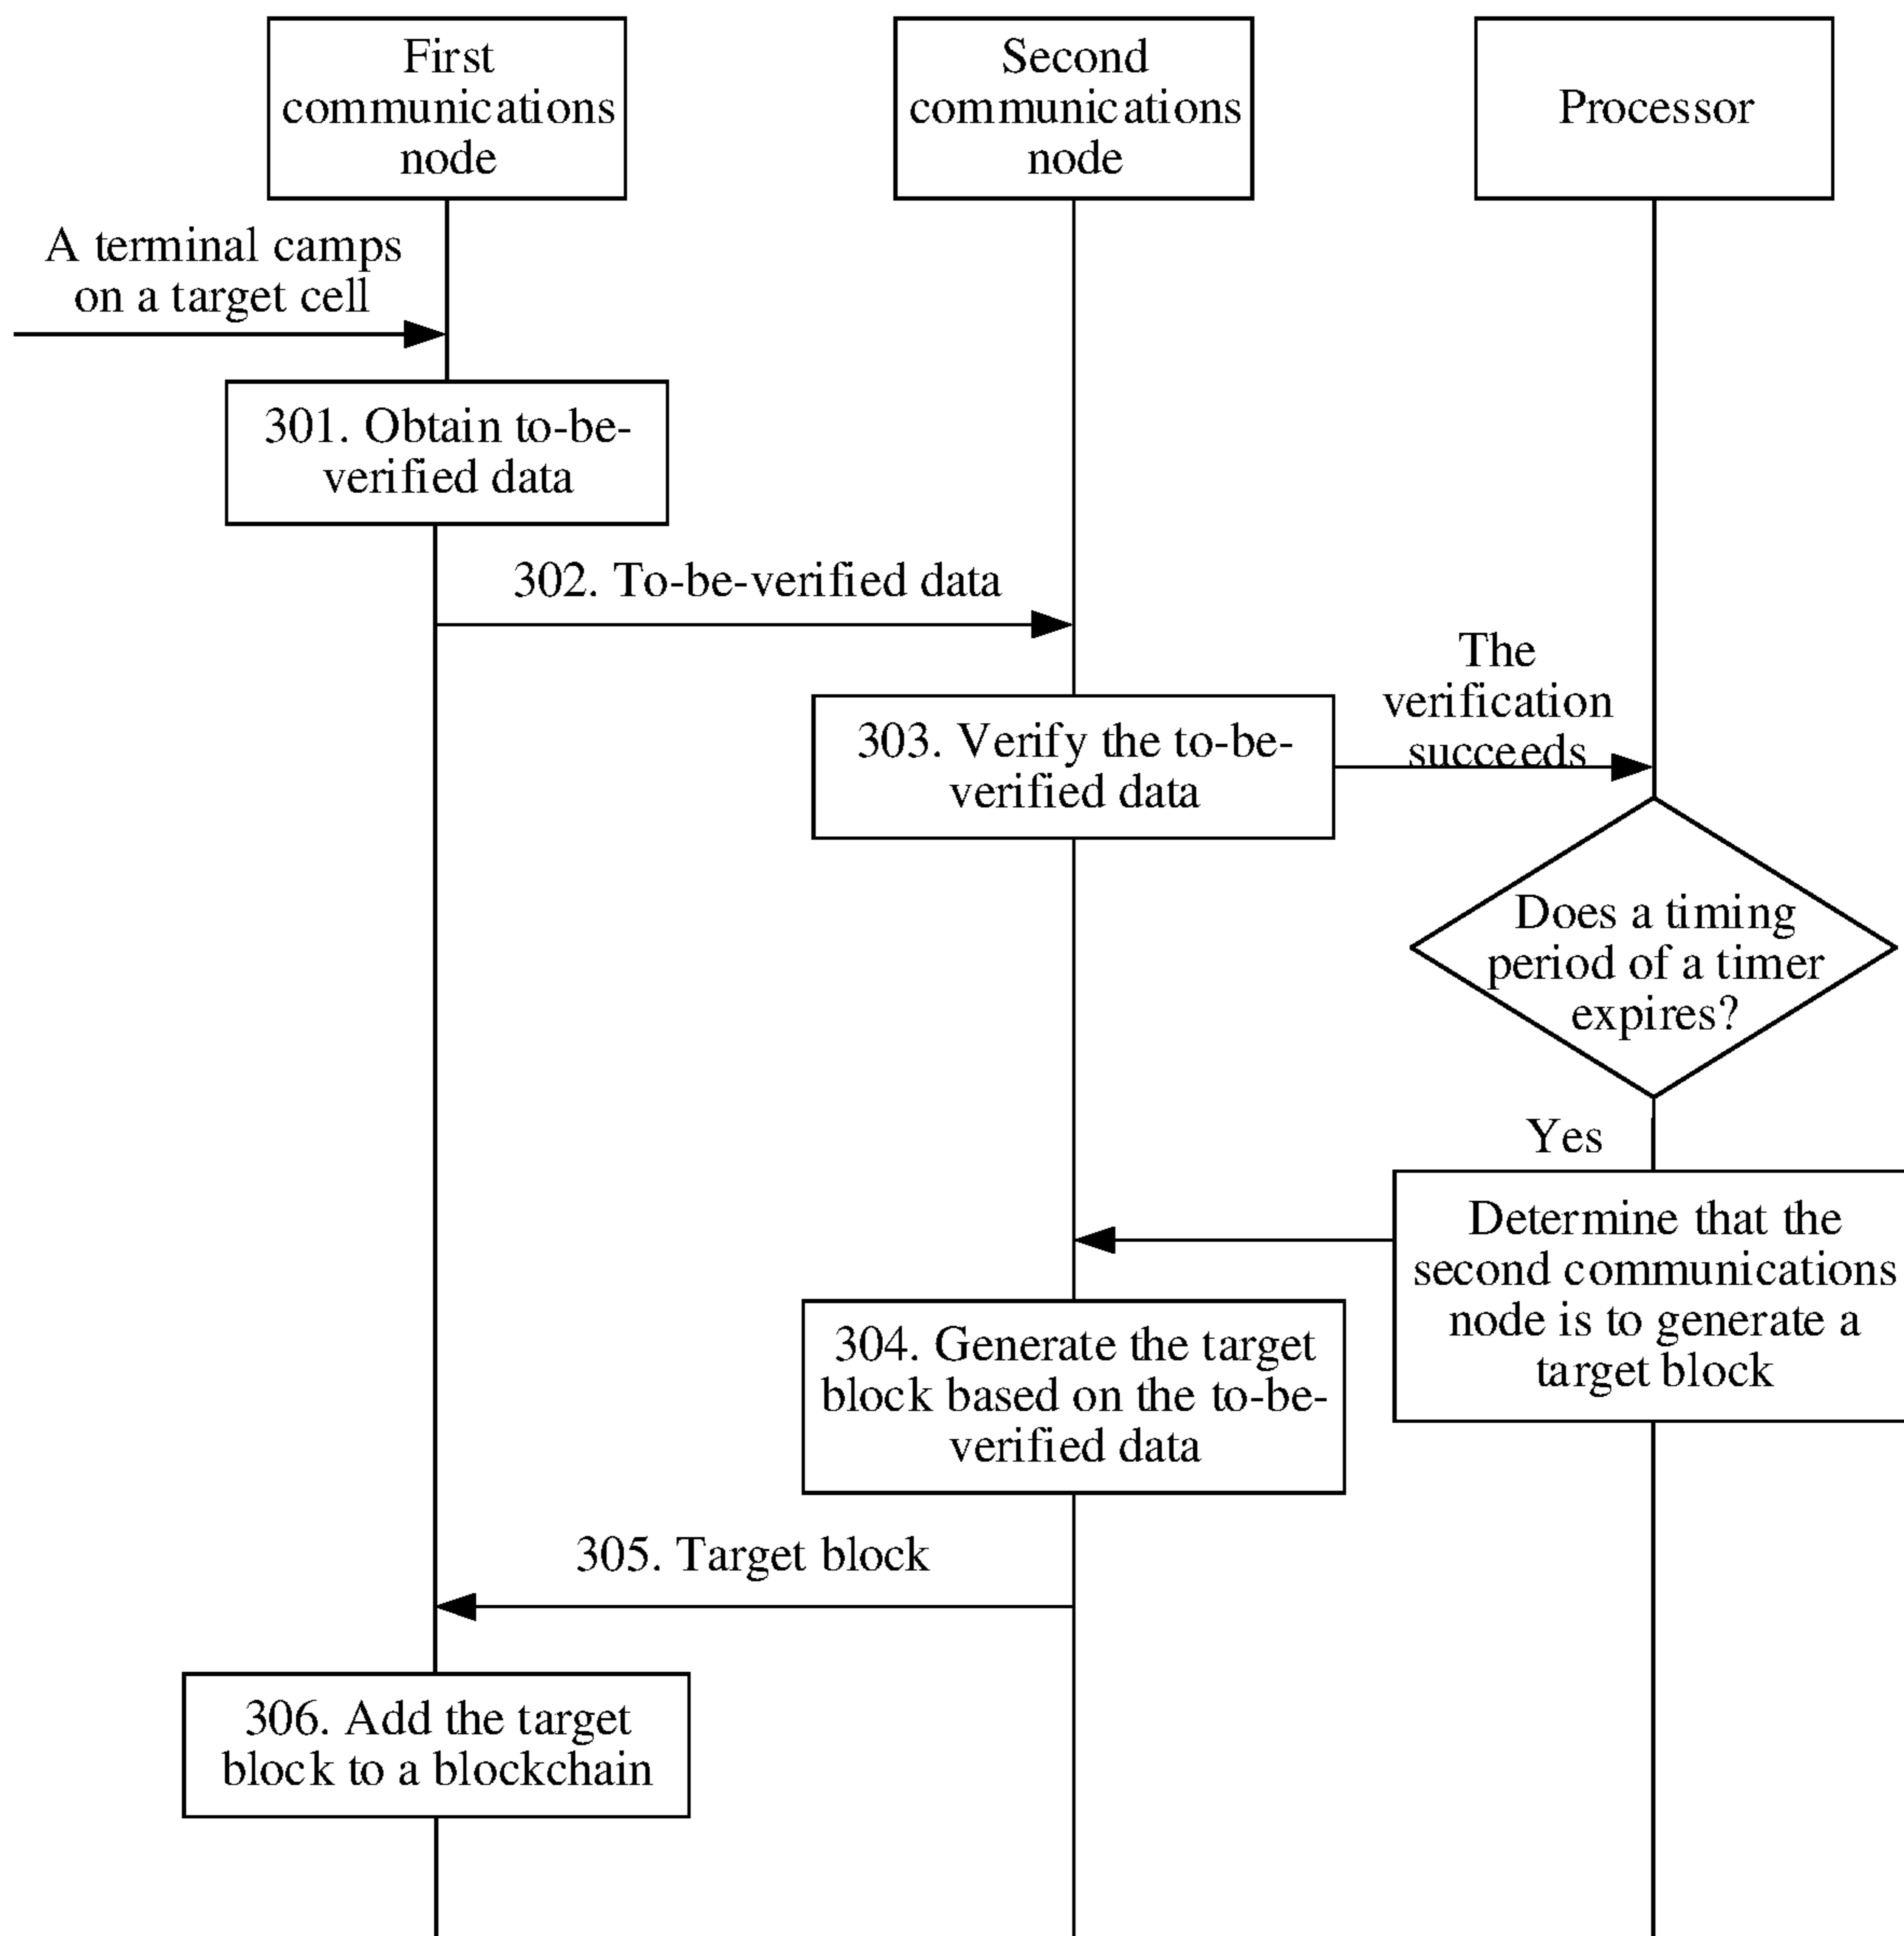 First
communications
node
Second
communications
node
Processor
A terminal camps
on a target cell
301. Obtain to-be-
verified data
302. To-be-verified data
The
verification
succeeds
303. Verify the to-be-
verified data
Does a timing
period of a timer
expires?
Yes
Determine that the
second communications
node is to generate a
target block
304. Generate the target
block based on the to-be-
verified data
305. Target block
306. Add the target
block to a blockchain